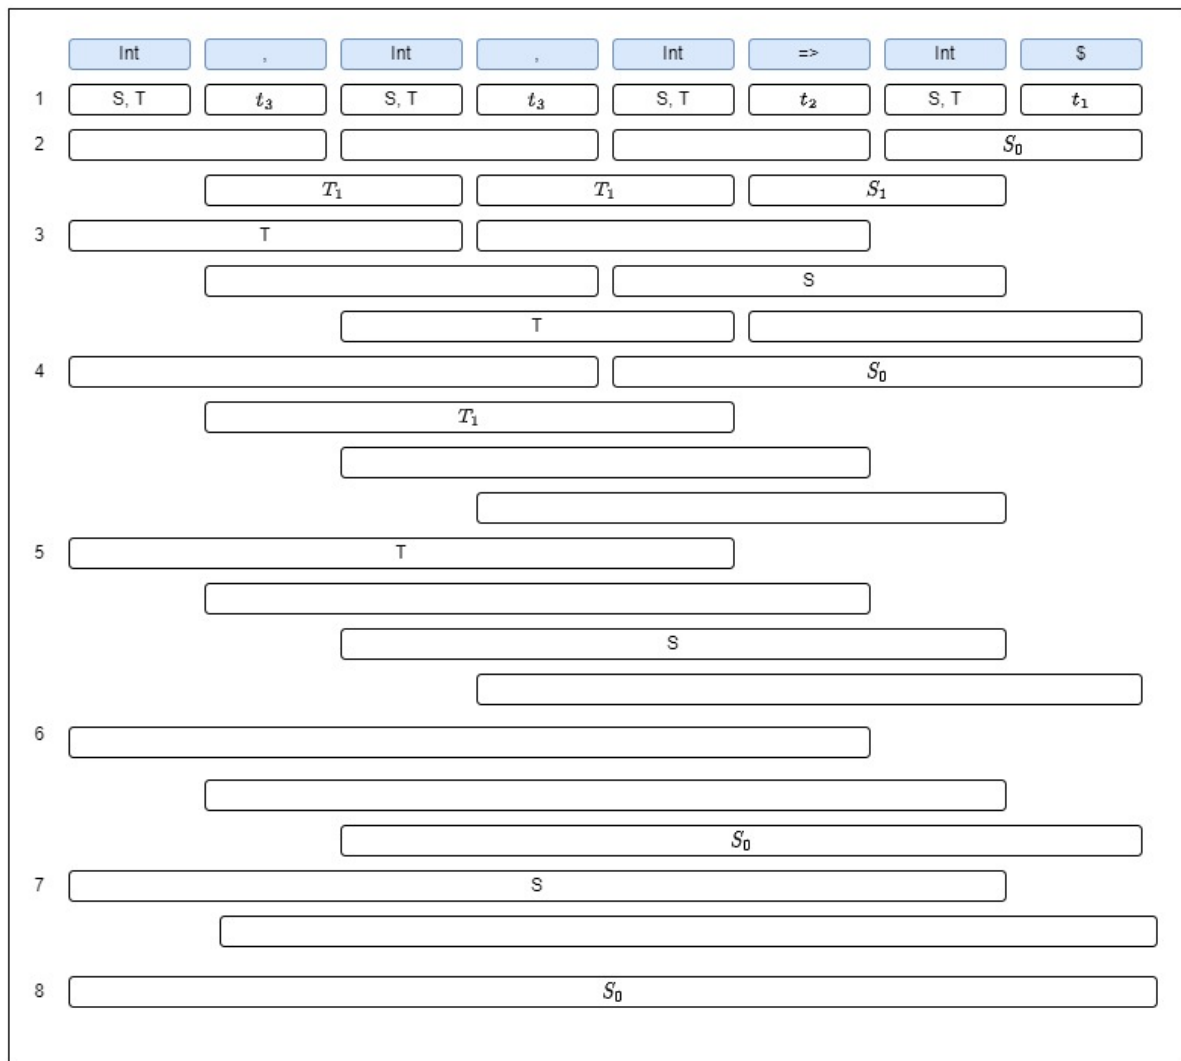 Int , Int , Int => Int $
1 S, T t₃ S, T t₃ S, T t₂ S, T t₁
2 S₀
T₁ T₁ S₁
3 T
S
T
4 S₀
T₁
5 T
S
6
S₀
7 S
8 S₀